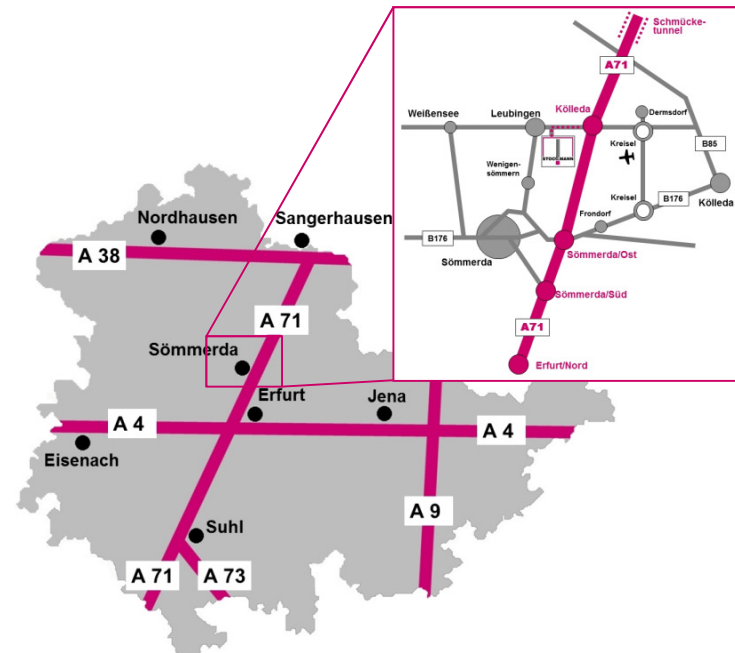 Schmücke-
tunnel
A71
Kölleda
Dermsdorf
Weißensee
Leubingen
B85
Kreisel
STODELMANN
Wenigen-
sömmern
Kreisel
B176
Kölleda
Frondorf
B176
Sömmerda
Sömmerda/Ost
Sömmerda/Süd
A71
Erfurt/Nord
Nordhausen
Sangerhausen
A 38
A 71
Sömmerda
Erfurt
Jena
A 4
A 4
Eisenach
A 9
Suhl
A 71
A 73